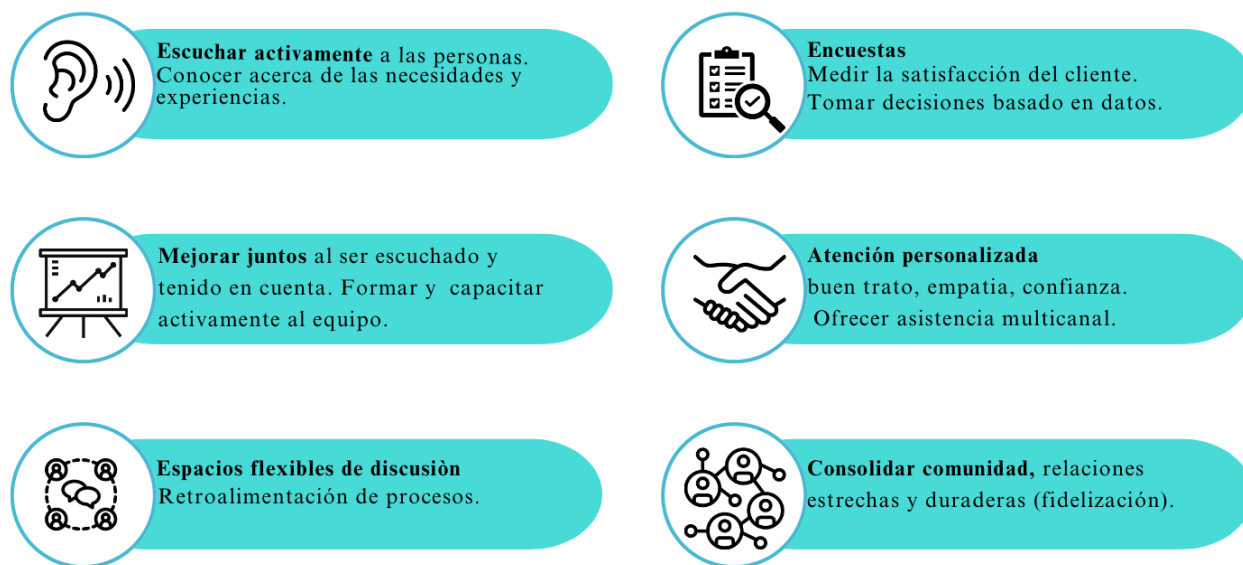 Escuchar activamente a las personas.
Conocer acerca de las necesidades y
experiencias.
Encuestas
Medir la satisfacción del cliente.
Tomar decisiones basado en datos.
Mejorar juntos al ser escuchado y
tenido en cuenta. Formar y capacitar
activamente al equipo.
Atención personalizada
buen trato, empatia, confianza.
Ofrecer asistencia multicanal.
Espacios flexibles de discusiòn
Retroalimentación de procesos.
Consolidar comunidad, relaciones
estrechas y duraderas (fidelización).